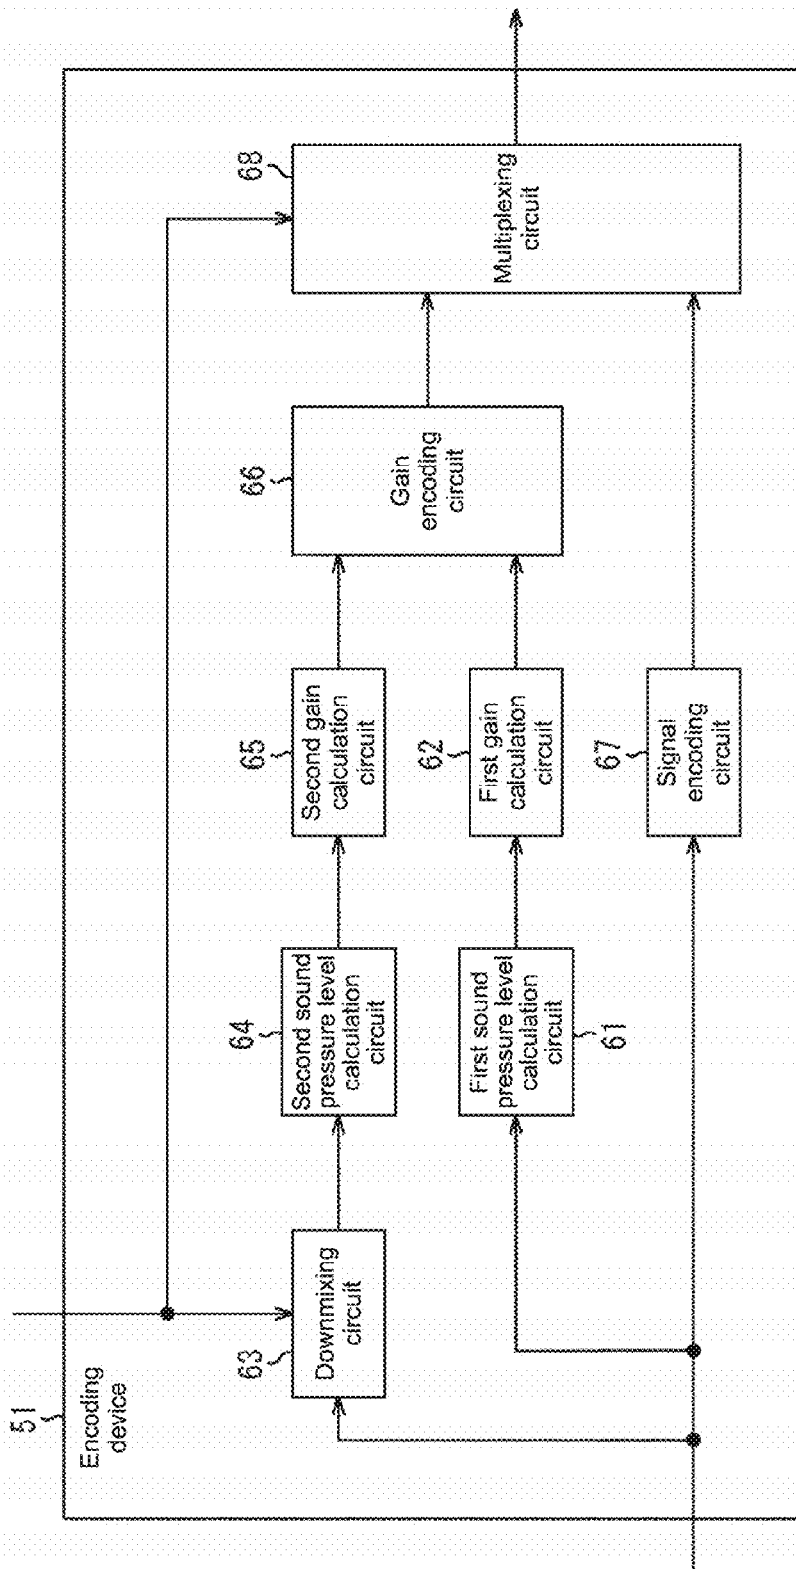 51
Encoding
device
63
Downmixing
circuit
64
Second sound
pressure level
calculation
circuit
65
Second gain
calculation
circuit
66
Gain
encoding
circuit
68
Multiplexing
circuit
61
First sound
pressure level
calculation
circuit
62
First gain
calculation
circuit
67
Signal
encoding
circuit